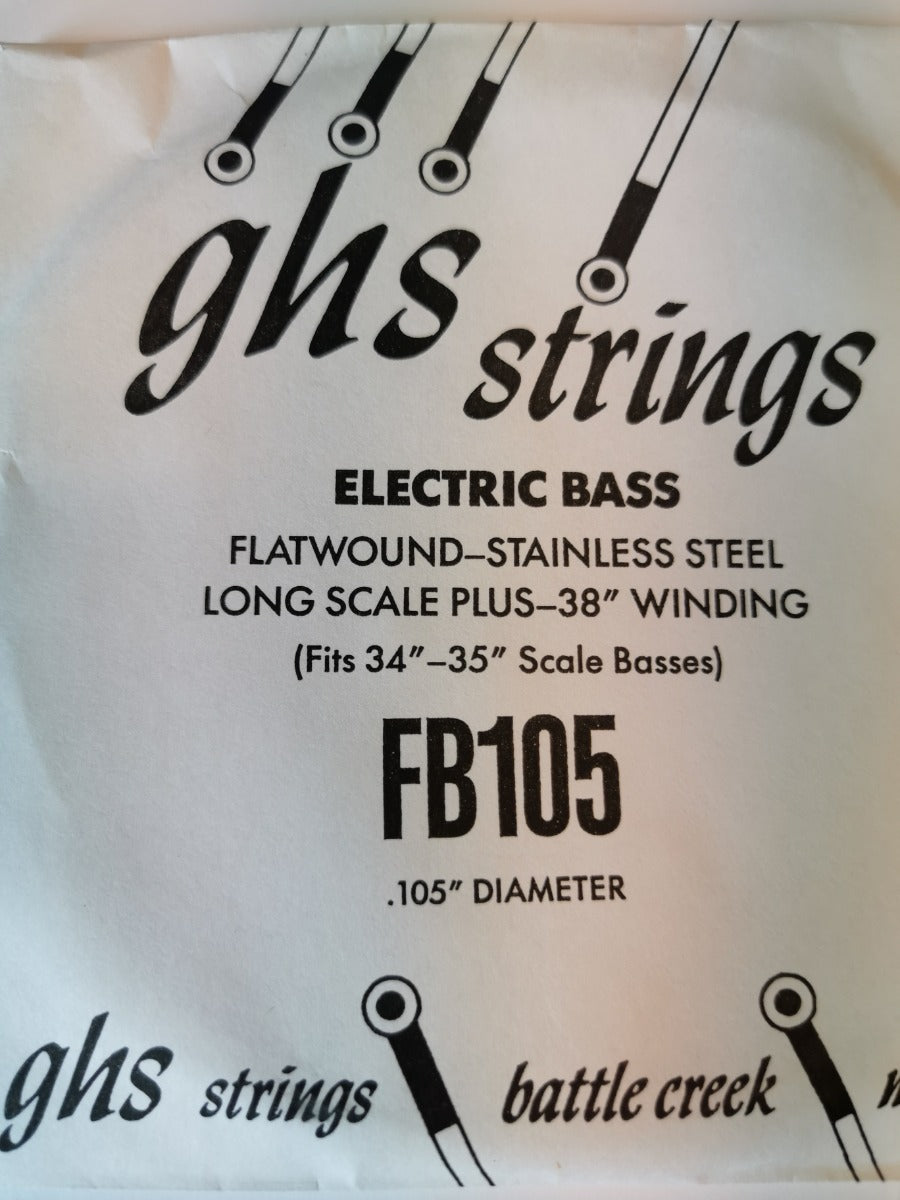 ghs
strings
ELECTRIC BASS
FLATWOUND–STAINLESS STEEL
LONG SCALE PLUS–38" WINDING
(Fits 34"–35" Scale Basses)
FB105
.105" DIAMETER
ghs strings battle creek